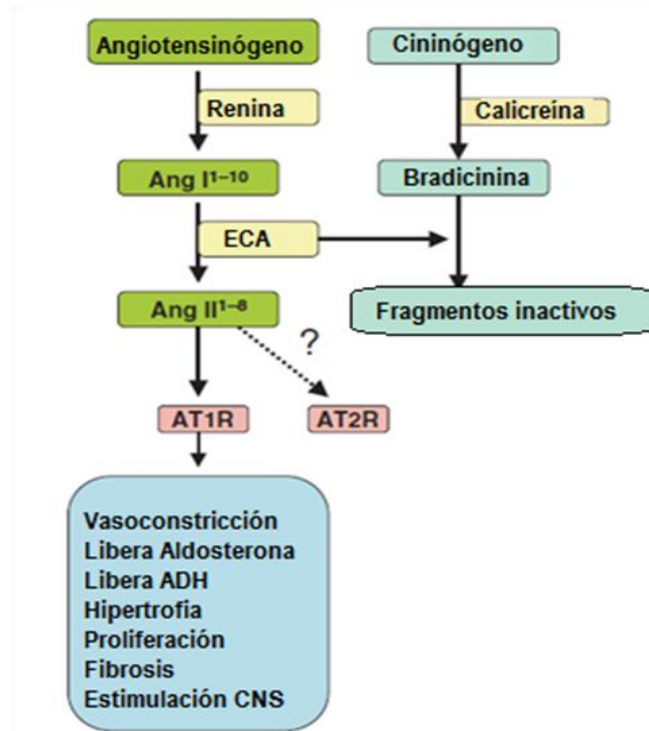 Angiotensinógeno
Cininógeno
Renina
Calicreína
Ang I¹⁻¹⁰
Bradicinina
ECA
Ang II¹⁻⁸
Fragmentos inactivos
?
AT1R
AT2R
Vasoconstricción
Libera Aldosterona
Libera ADH
Hipertrofia
Proliferación
Fibrosis
Estimulación CNS